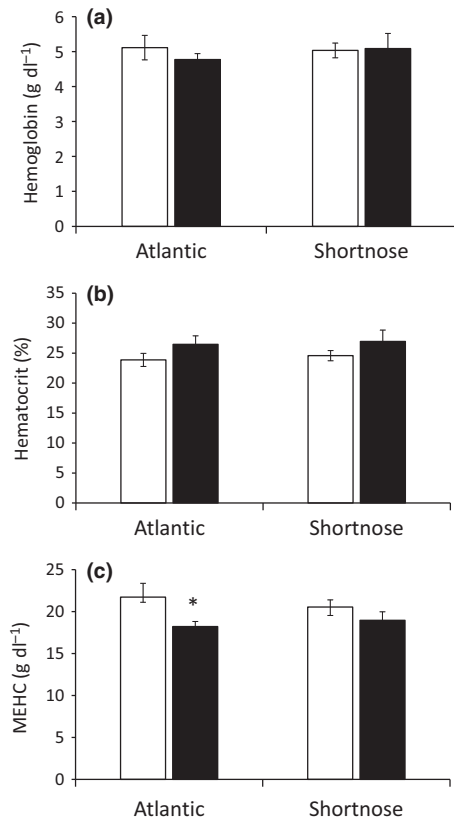 (a)
Hemoglobin (g dl⁻¹)
6
5
4
3
2
1
0
Atlantic Shortnose
(b)
Hematocrit (%)
35
30
25
20
15
10
5
0
Atlantic Shortnose
(c)
MEHC (g dl⁻¹)
25
20
15
10
5
0
*
Atlantic Shortnose